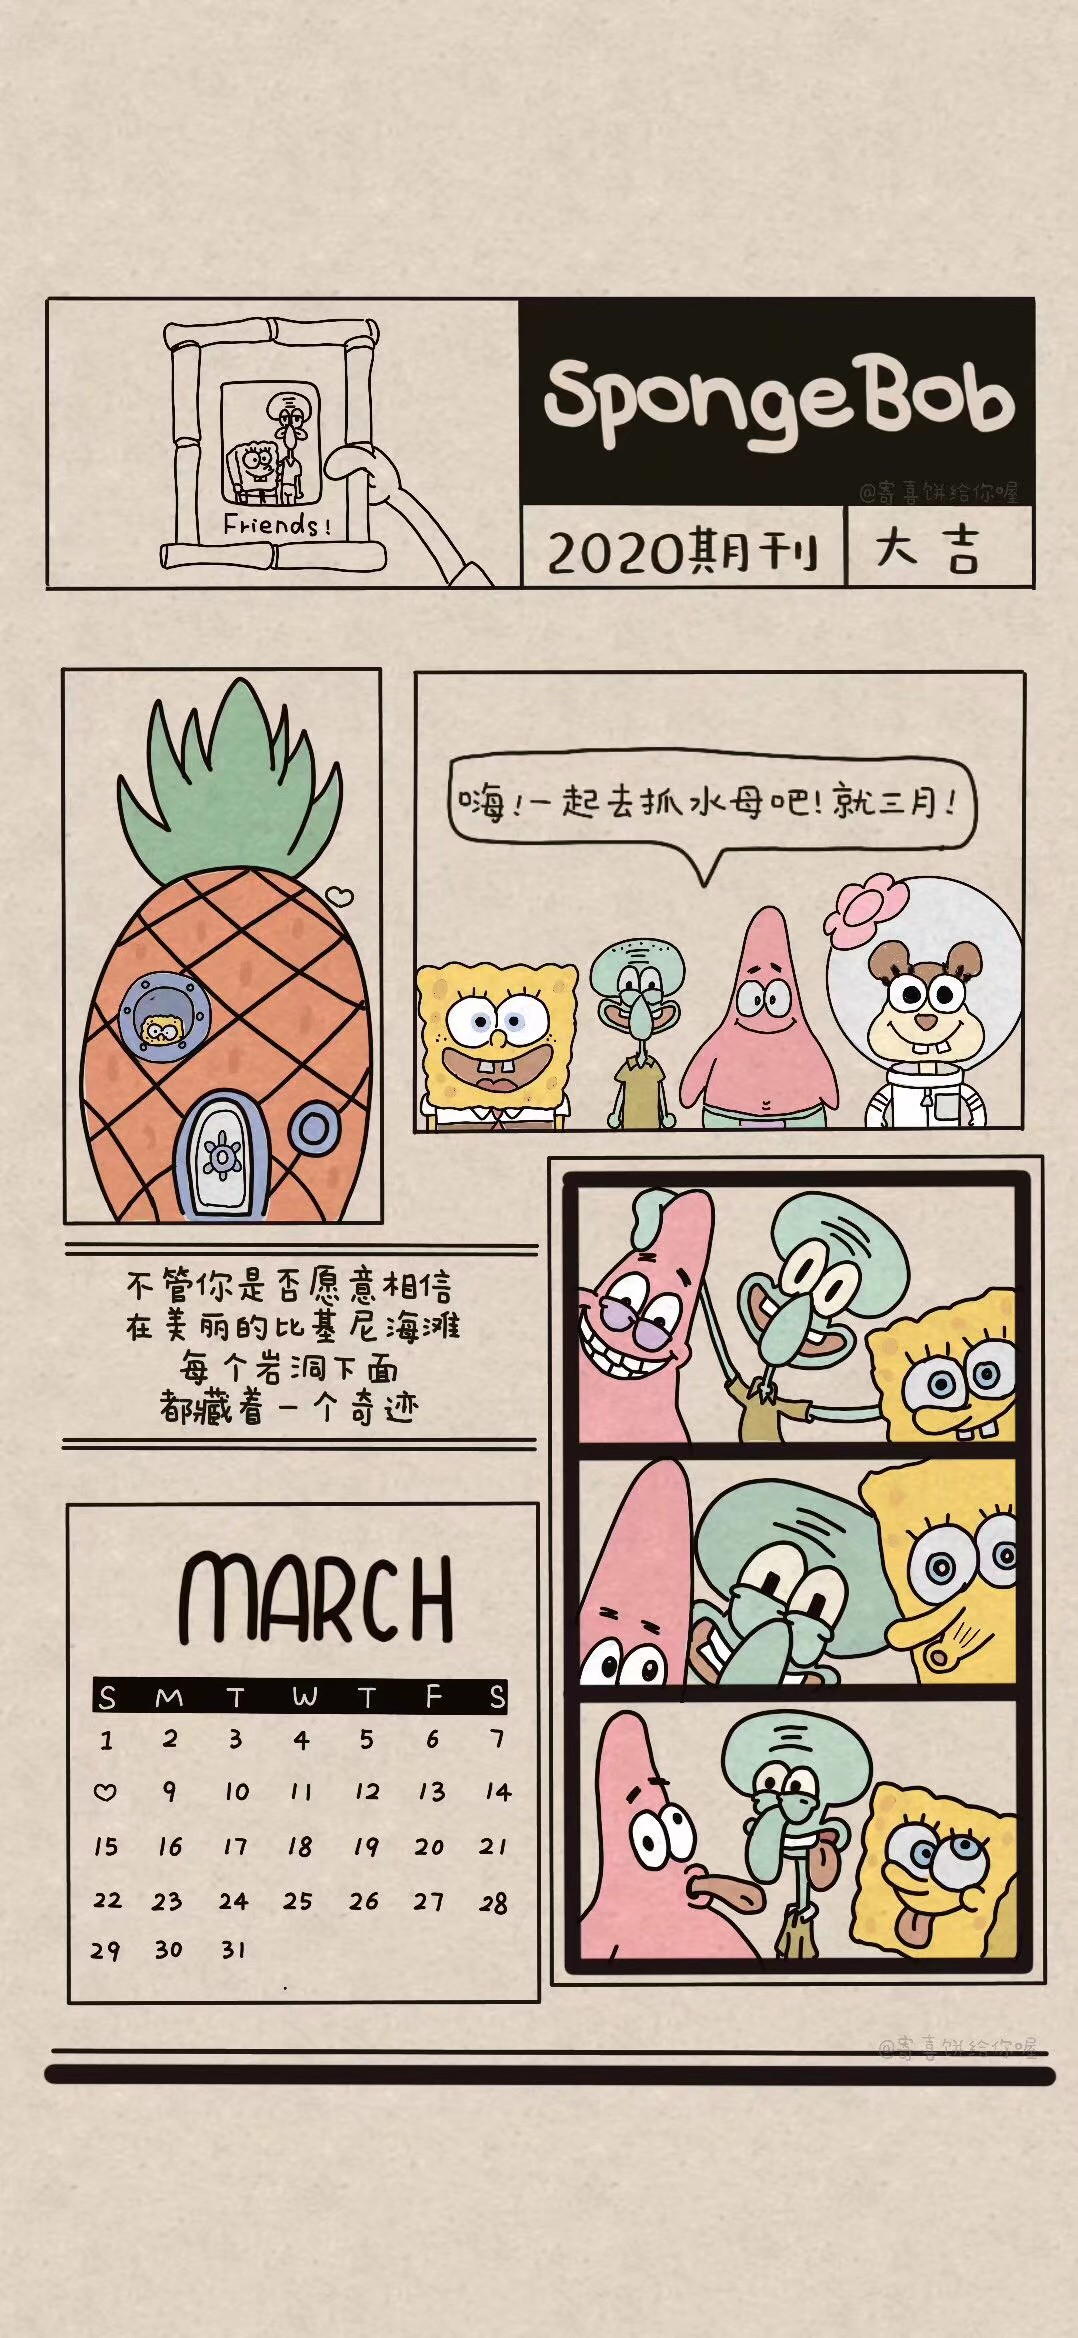 SpongeBob
@寄喜饼给你喔
Friends!
2020期刊
大吉
嗨!一起去抓水母吧!就三月!
不管你是否愿意相信
在美丽的比基尼海滩
每个岩洞下面
都藏着一个奇迹
MARCH
S M T W T F S
1 2 3 4 5 6 7
♡ 9 10 11 12 13 14
15 16 17 18 19 20 21
22 23 24 25 26 27 28
29 30 31
@寄喜饼给你喔